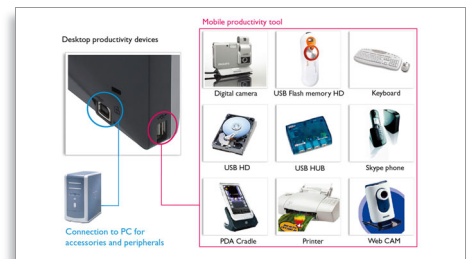 Mobile productivity tool
Desktop productivity devices
Digital camera
USB Flash memory HD
Keyboard
USB HD
USB HUB
Skype phone
Connection to PC for
accessories and peripherals
PDA Cradle
Printer
Web CAM